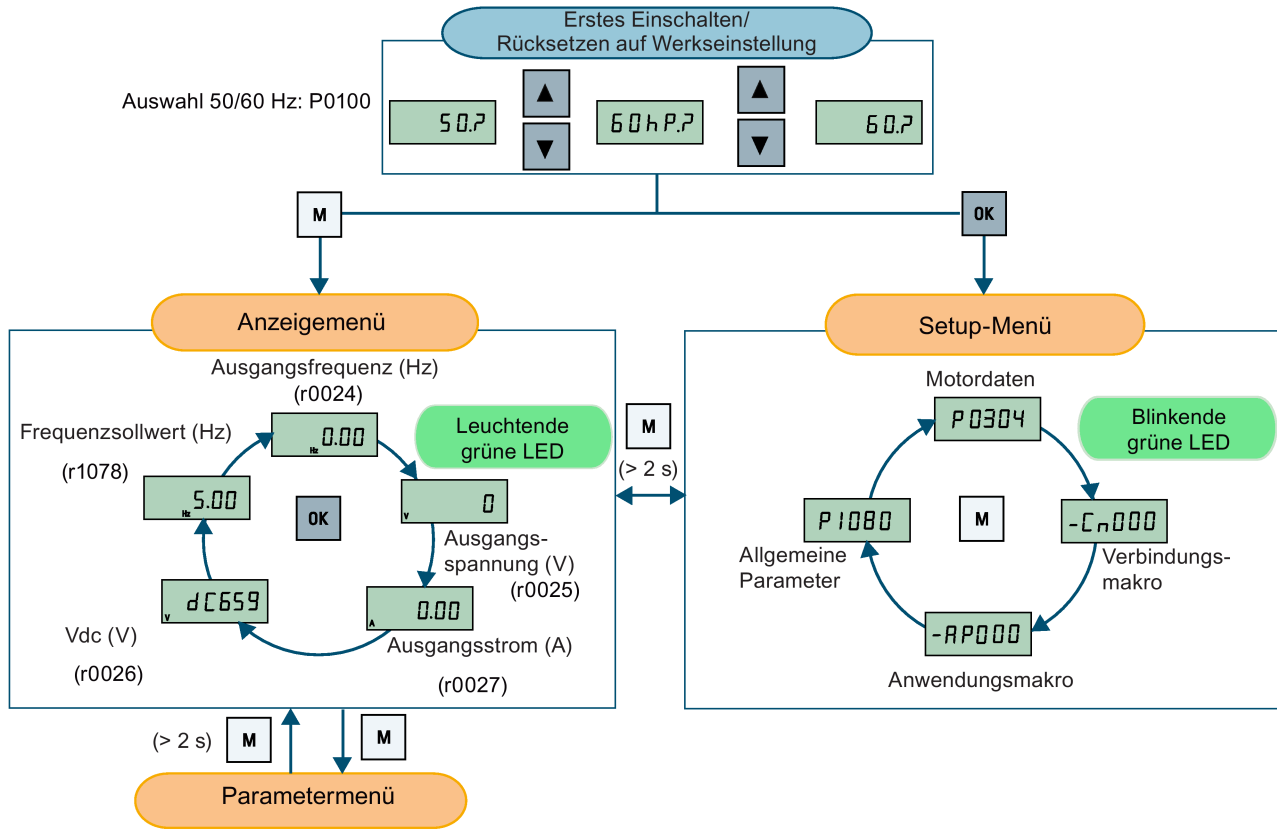 Erstes Einschalten/
Rücksetzen auf Werkseinstellung
Auswahl 50/60 Hz: P0100
50.?
60hP.?
60.?
M
OK
Anzeigemenü
Setup-Menü
Ausgangsfrequenz (Hz)
(r0024)
Hz 0.00
Leuchtende
grüne LED
Frequenzsollwert (Hz)
(r1078)
Hz 5.00
OK
V 0
Ausgangs-
spannung (V)
(r0025)
V dC659
Vdc (V)
(r0026)
A 0.00
Ausgangsstrom (A)
(r0027)
M
(> 2 s)
Motordaten
P0304
Blinkende
grüne LED
P1080
Allgemeine
Parameter
M
-Cn000
Verbindungs-
makro
-AP000
Anwendungsmakro
(> 2 s)
M
M
Parametermenü